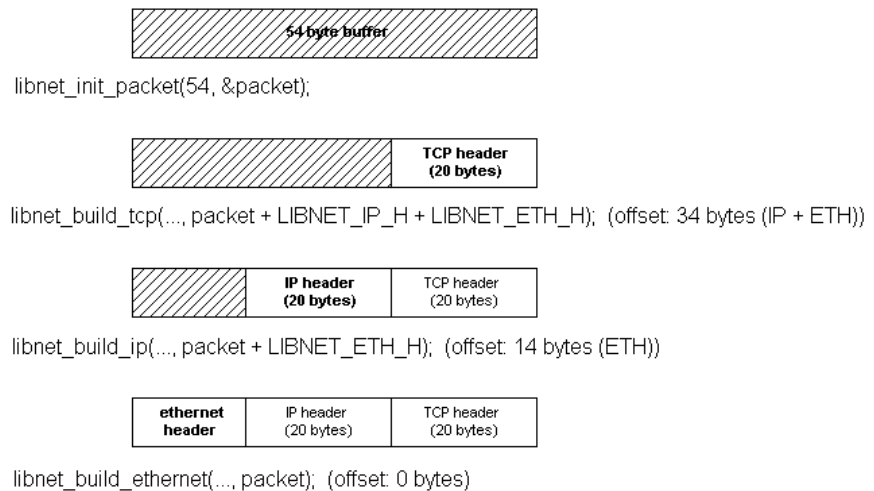 54 byte buffer
libnet_init_packet(54, &packet);
TCP header
(20 bytes)
libnet_build_tcp(..., packet + LIBNET_IP_H + LIBNET_ETH_H); (offset: 34 bytes (IP + ETH))
IP header
(20 bytes)
TCP header
(20 bytes)
libnet_build_ip(..., packet + LIBNET_ETH_H); (offset: 14 bytes (ETH))
ethernet
header
IP header
(20 bytes)
TCP header
(20 bytes)
libnet_build_ethernet(..., packet); (offset: 0 bytes)